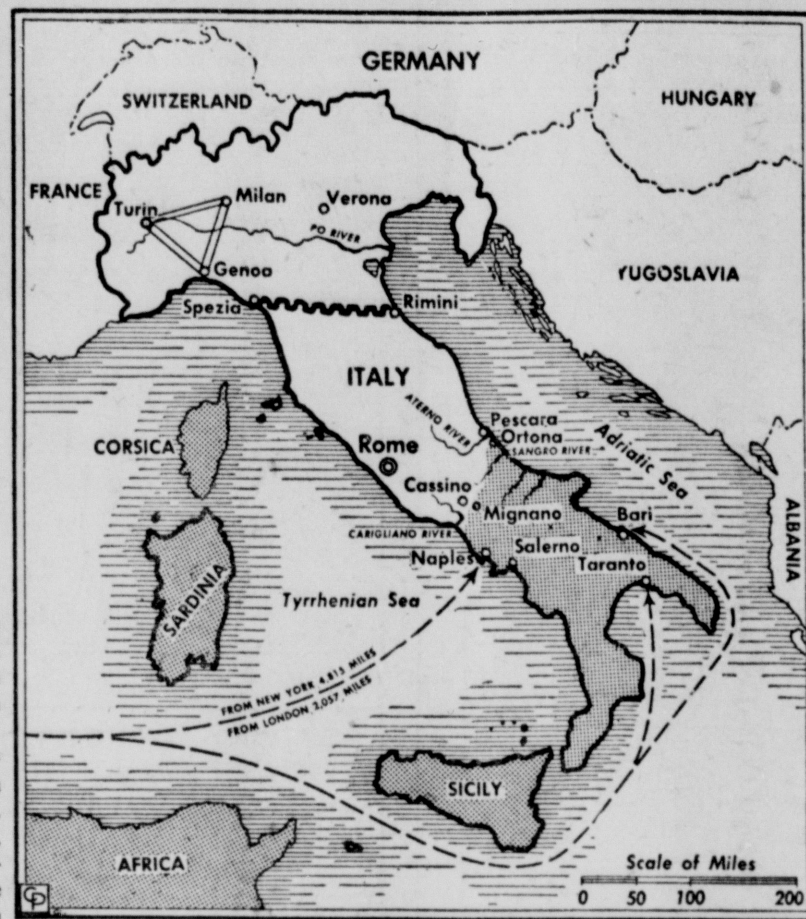 GERMANY
SWITZERLAND
HUNGARY
FRANCE
Milan
Verona
Turin
PO RIVER
Genoa
YUGOSLAVIA
Spezia
Rimini
ITALY
ATERNO RIVER
Pescara
Ortona
SANGRO RIVER
Adriatic Sea
CORSICA
Rome
Cassino
Mignano
Bari
CARIGLIANO RIVER
ALBANIA
Naples
Salerno
Taranto
SARDINIA
Tyrrhenian Sea
FROM NEW YORK 4,815 MILES
FROM LONDON 2,057 MILES
SICILY
AFRICA
Scale of Miles
0 50 100 200
CP